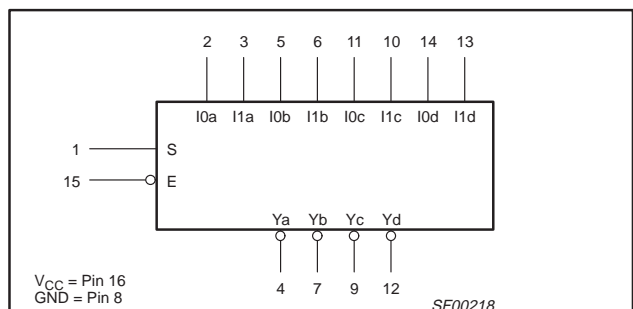 2 3 5 6 11 10 14 13
I0a I1a I0b I1b I0c I1c I0d I1d
1 S
15 E
Ya Yb Yc Yd
4 7 9 12
VCC = Pin 16
GND = Pin 8
SF00218